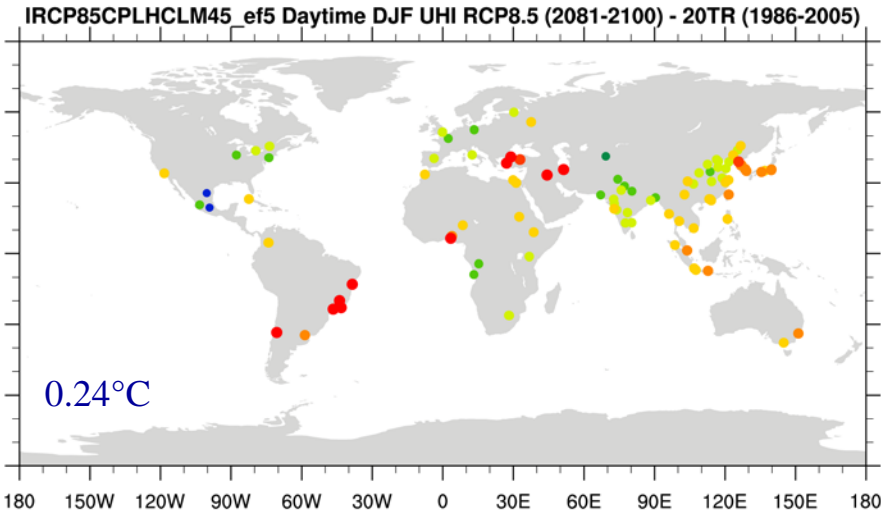 IRCP85CPLHCLM45_ef5 Daytime DJF UHI RCP8.5 (2081-2100) - 20TR (1986-2005)
0.24°C
180 150W 120W 90W 60W 30W 0 30E 60E 90E 120E 150E 180